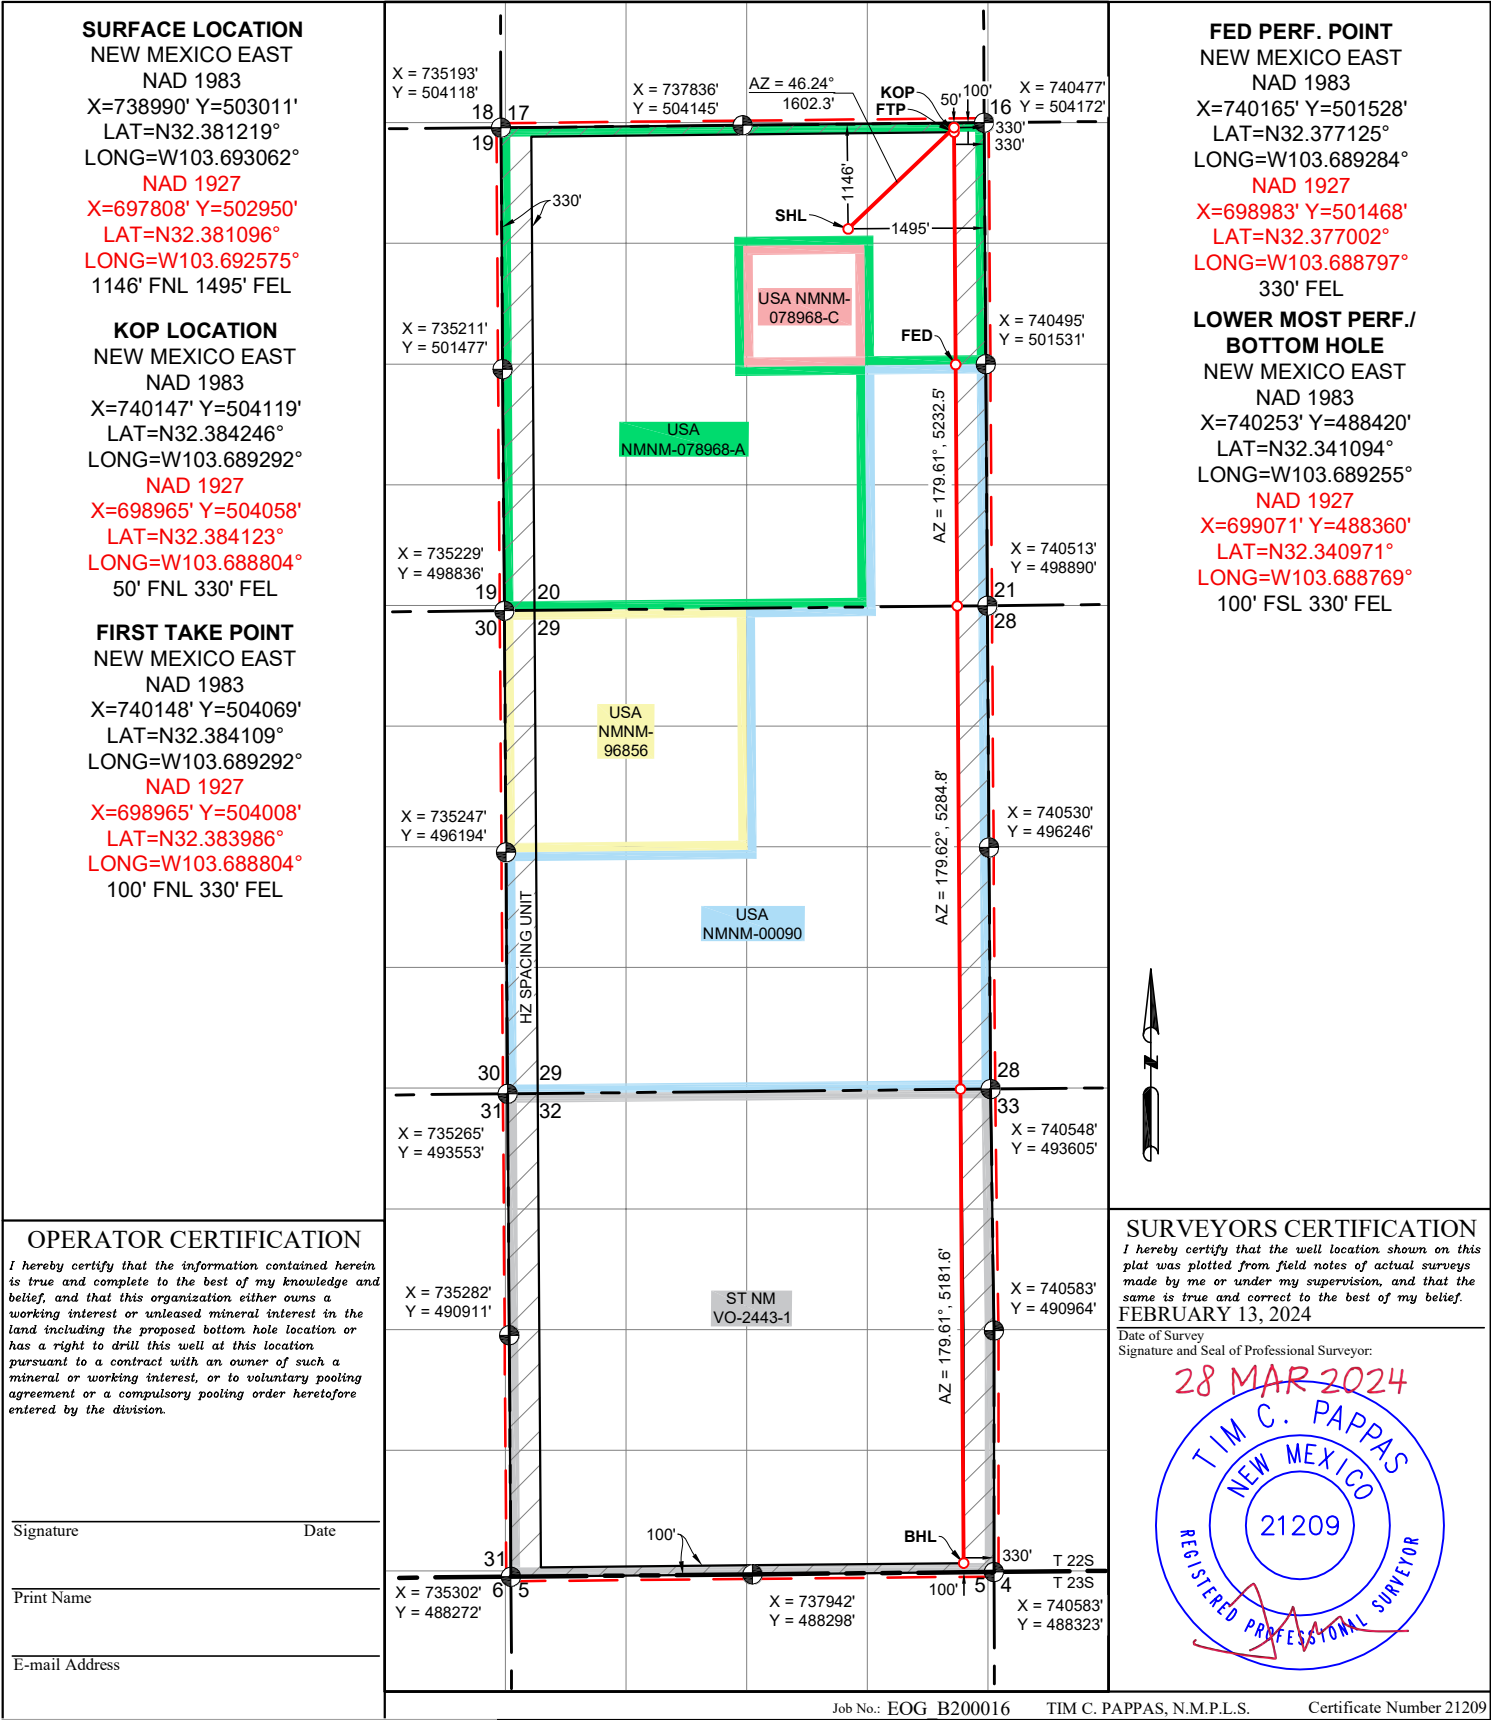 SURFACE LOCATION
NEW MEXICO EAST
NAD 1983
X=738990' Y=503011'
LAT=N32.381219°
LONG=W103.693062°
NAD 1927
X=697808' Y=502950'
LAT=N32.381096°
LONG=W103.692575°
1146' FNL 1495' FEL
KOP LOCATION
NEW MEXICO EAST
NAD 1983
X=740147' Y=504119'
LAT=N32.384246°
LONG=W103.689292°
NAD 1927
X=698965' Y=504058'
LAT=N32.384123°
LONG=W103.688804°
50' FNL 330' FEL
FIRST TAKE POINT
NEW MEXICO EAST
NAD 1983
X=740148' Y=504069'
LAT=N32.384109°
LONG=W103.689292°
NAD 1927
X=698965' Y=504008'
LAT=N32.383986°
LONG=W103.688804°
100' FNL 330' FEL
OPERATOR CERTIFICATION
I hereby certify that the information contained herein
is true and complete to the best of my knowledge and
belief, and that this organization either owns a
working interest or unleased mineral interest in the
land including the proposed bottom hole location or
has a right to drill this well at this location
pursuant to a contract with an owner of such a
mineral or working interest, or to voluntary pooling
agreement or a compulsory pooling order heretofore
entered by the division.
Signature Date
Print Name
E-mail Address
X = 735193'
Y = 504118'
X = 737836'
Y = 504145'
AZ = 46.24°
1602.3'
KOP
FTP
50'
100'
X = 740477'
Y = 504172'
18 17
16
19
330'
330'
330'
1146'
SHL
1495'
USA NMNM-
078968-C
X = 735211'
Y = 501477'
FED
X = 740495'
Y = 501531'
USA
NMNM-078968-A
AZ = 179.61°, 5232.5'
X = 735229'
Y = 498836'
X = 740513'
Y = 498890'
19 20
21
30 29
28
USA
NMNM-
96856
AZ = 179.62°, 5284.8'
X = 735247'
Y = 496194'
X = 740530'
Y = 496246'
HZ SPACING UNIT
USA
NMNM-00090
30 29
28
31 32
33
X = 735265'
Y = 493553'
X = 740548'
Y = 493605'
AZ = 179.61°, 5181.6'
X = 735282'
Y = 490911'
X = 740583'
Y = 490964'
ST NM
VO-2443-1
100'
BHL
330'
T 22S
T 23S
31
6 5
100'
5 4
X = 735302'
Y = 488272'
X = 737942'
Y = 488298'
X = 740583'
Y = 488323'
FED PERF. POINT
NEW MEXICO EAST
NAD 1983
X=740165' Y=501528'
LAT=N32.377125°
LONG=W103.689284°
NAD 1927
X=698983' Y=501468'
LAT=N32.377002°
LONG=W103.688797°
330' FEL
LOWER MOST PERF./
BOTTOM HOLE
NEW MEXICO EAST
NAD 1983
X=740253' Y=488420'
LAT=N32.341094°
LONG=W103.689255°
NAD 1927
X=699071' Y=488360'
LAT=N32.340971°
LONG=W103.688769°
100' FSL 330' FEL
Z
SURVEYORS CERTIFICATION
I hereby certify that the well location shown on this
plat was plotted from field notes of actual surveys
made by me or under my supervision, and that the
same is true and correct to the best of my belief.
FEBRUARY 13, 2024
Date of Survey
Signature and Seal of Professional Surveyor:
28 MAR 2024
TIM C. PAPPAS
NEW MEXICO
21209
REGISTERED PROFESSIONAL SURVEYOR
Job No.: EOG_B200016 TIM C. PAPPAS, N.M.P.L.S. Certificate Number 21209